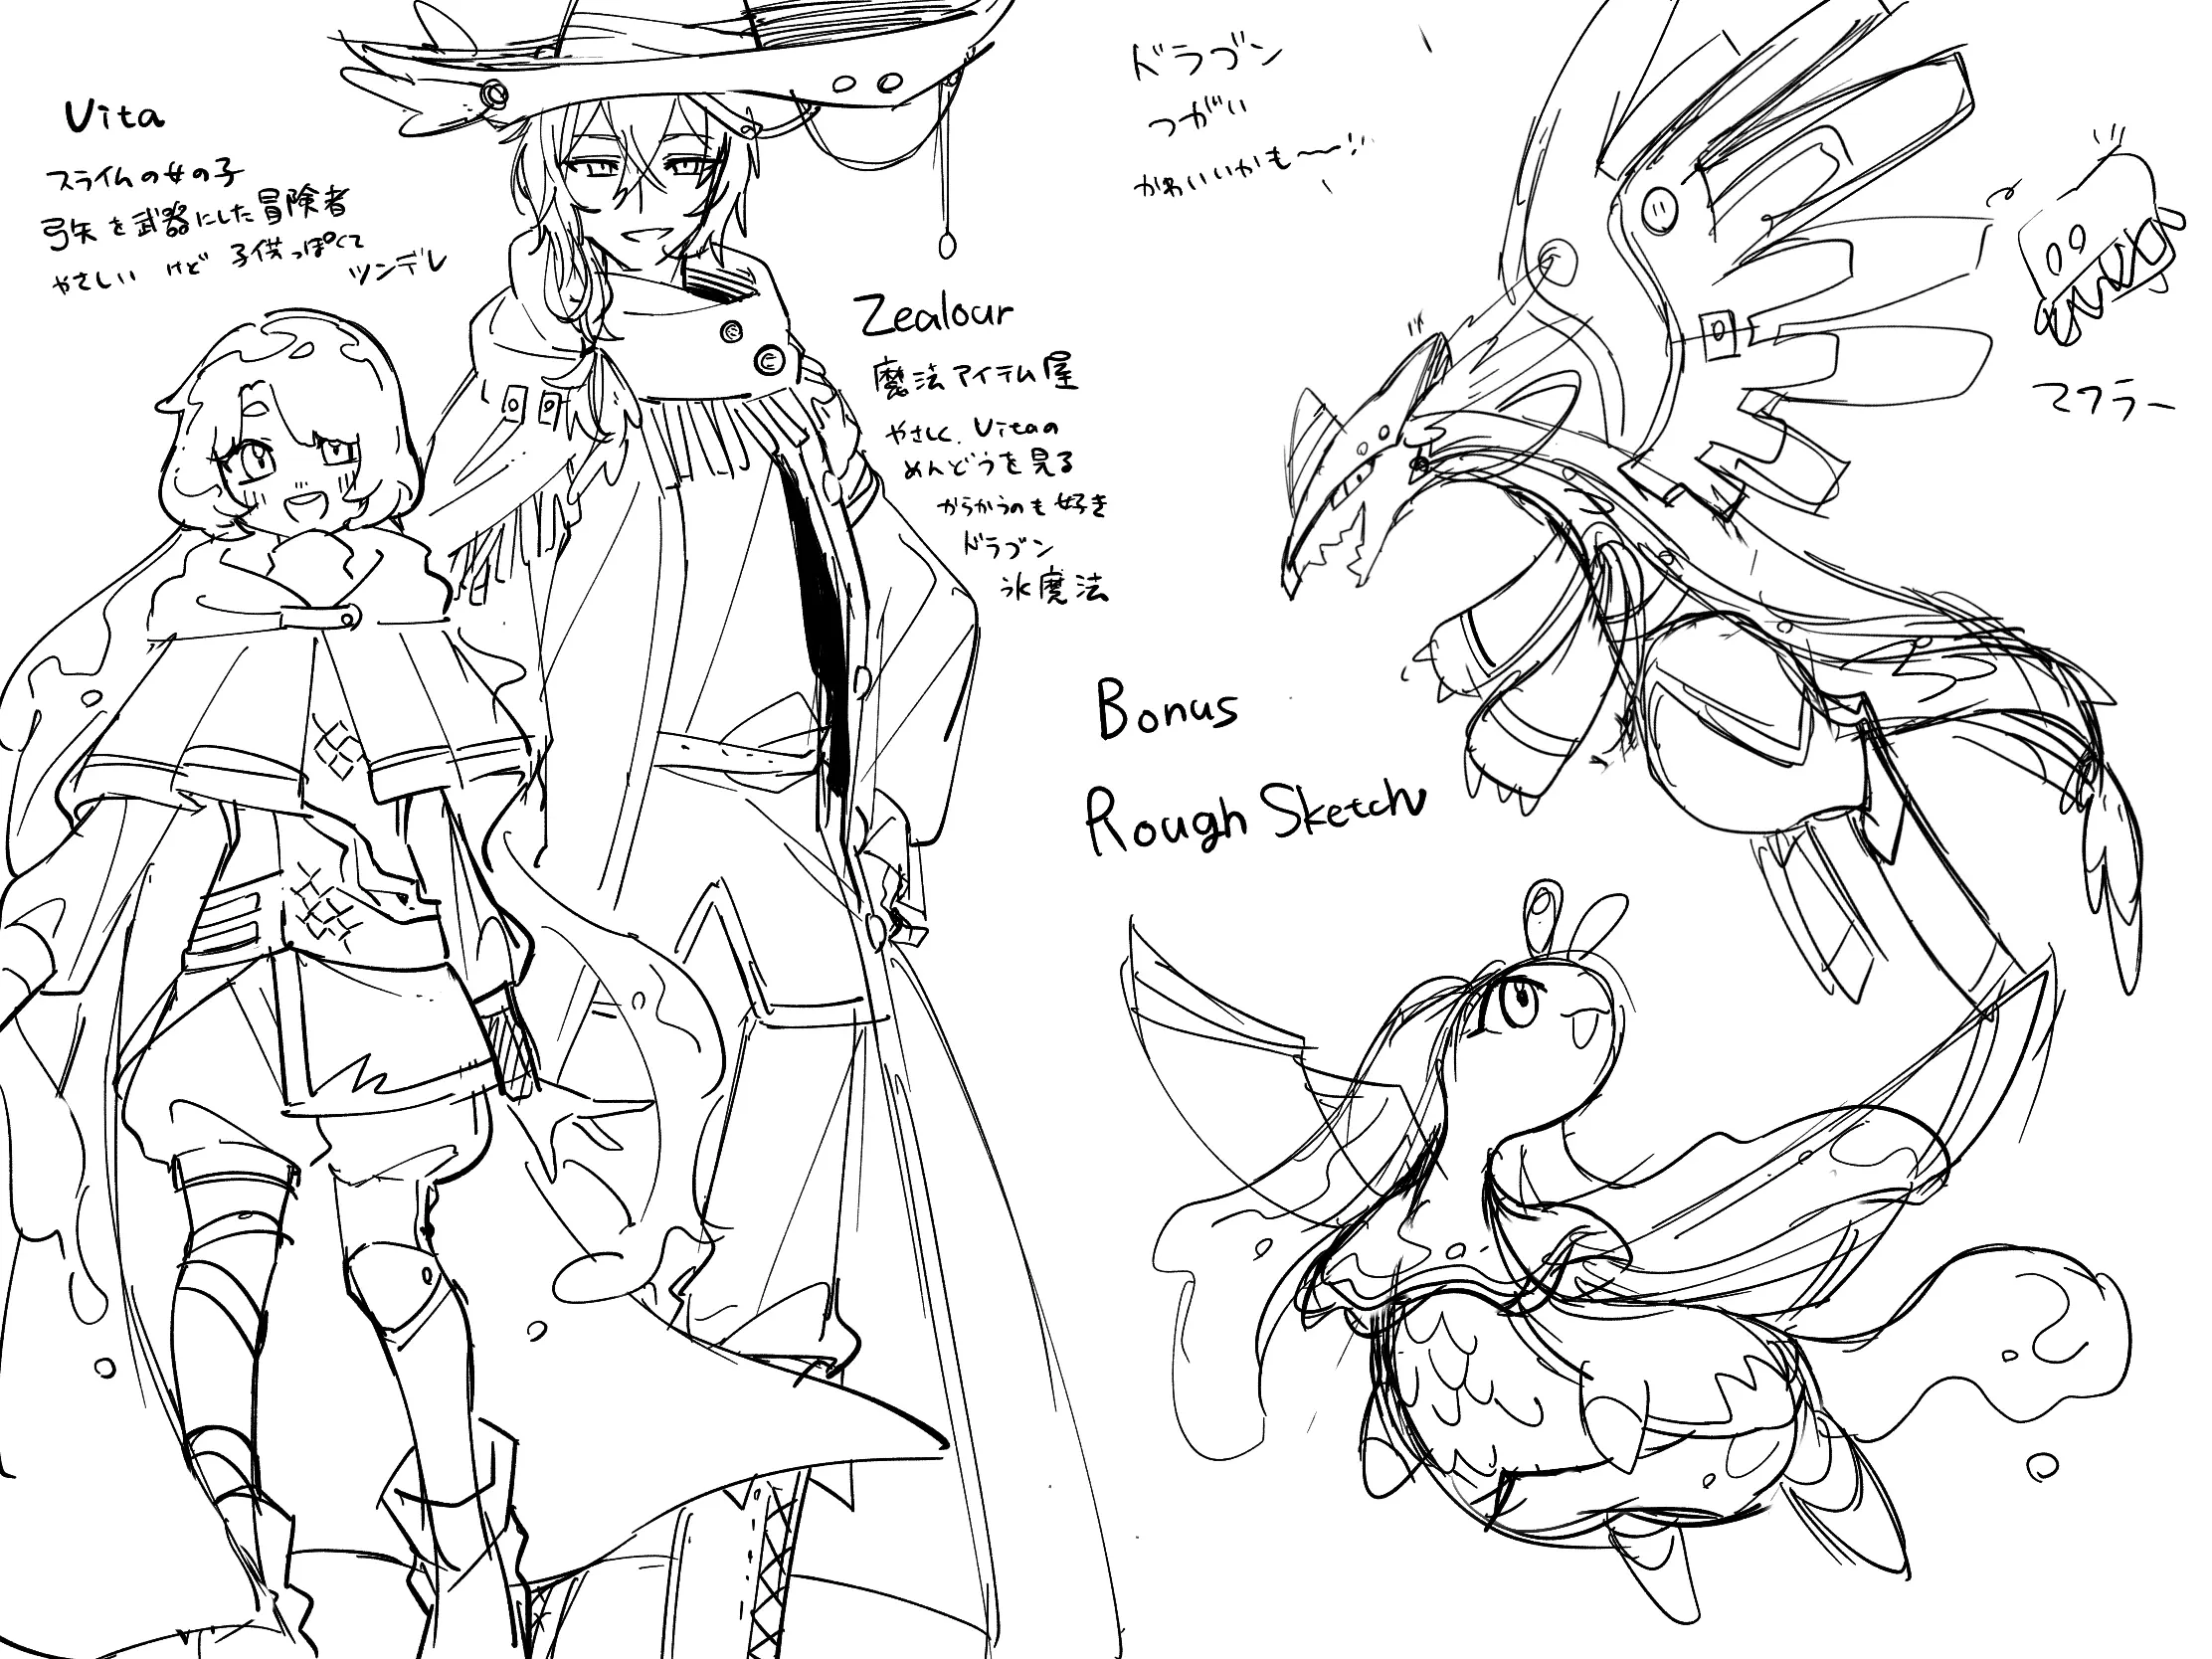 Vita
スライムの女の子
弓矢を武器にした冒険者
やさしい けど 子供っぽくて
ツンデレ
Zealour
魔法アイテム屋
やさしく、Vitaの
めんどうを見る
からかうのも好き
ドラゴン
氷魔法
ドラゴン
つがい
かわいいかも〜!!
マフラー
Bonus
Rough Sketch